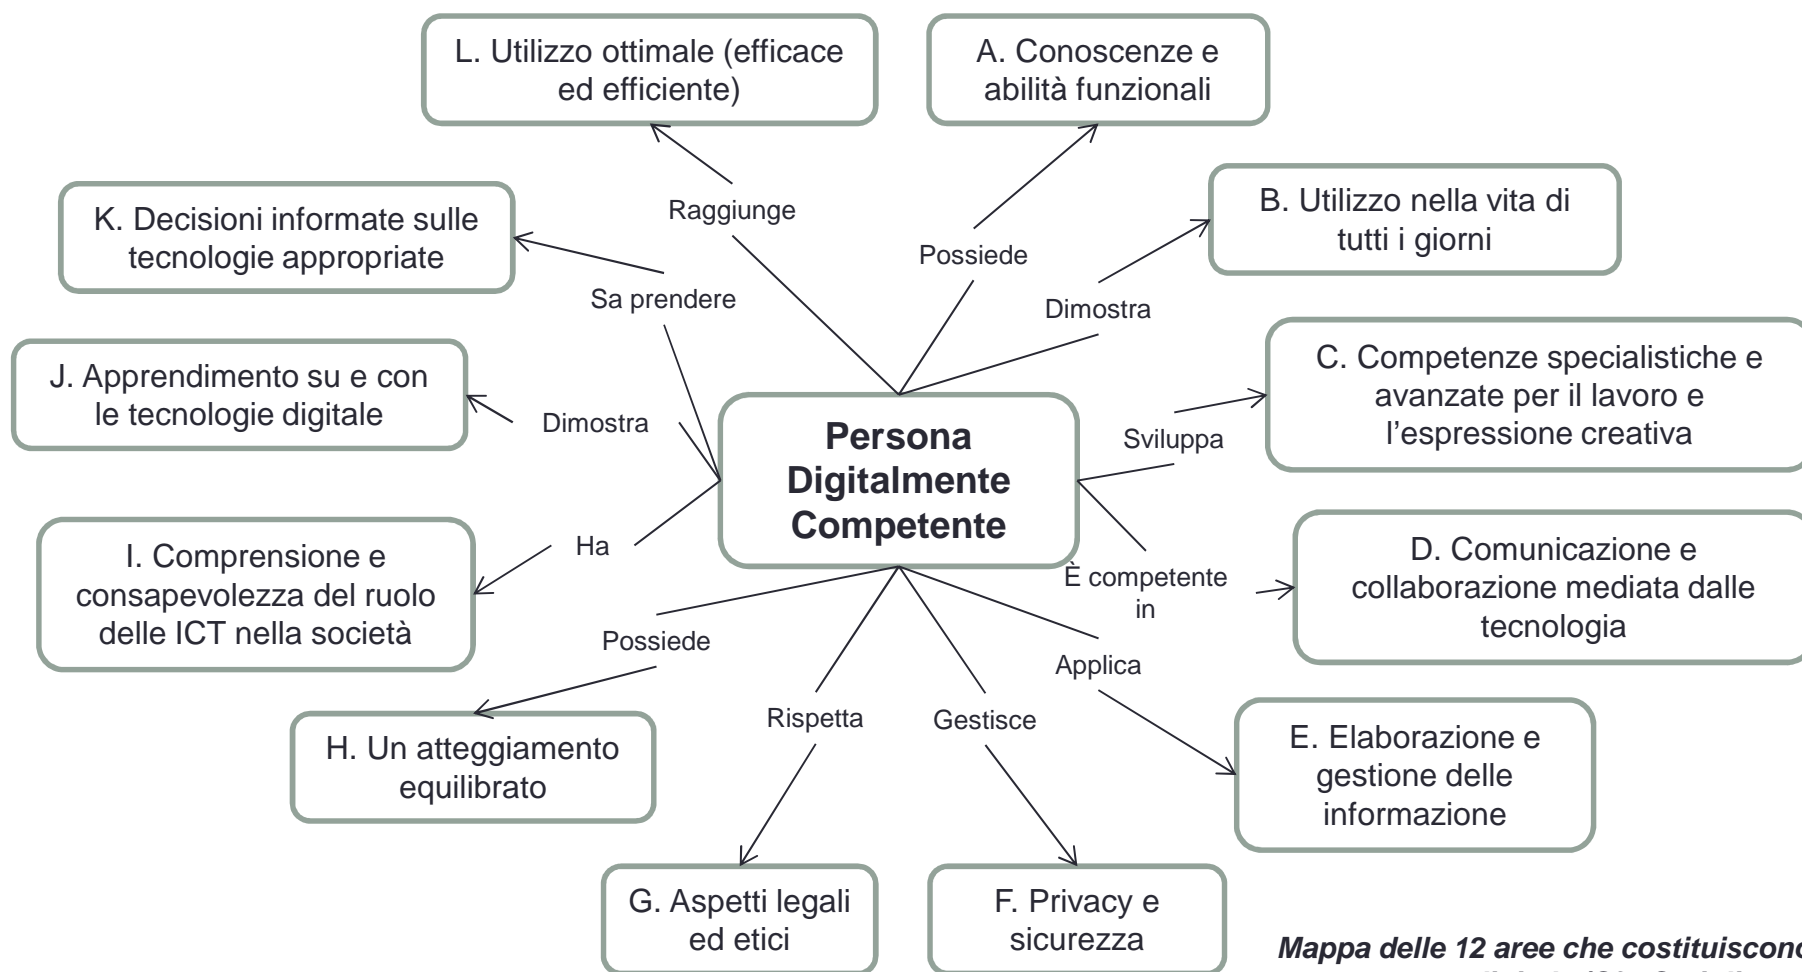 L. Utilizzo ottimale (efficace
ed efficiente)
A. Conoscenze e
abilità funzionali
K. Decisioni informate sulle
tecnologie appropriate
Raggiunge
B. Utilizzo nella vita di
tutti i giorni
Possiede
Sa prendere
Dimostra
J. Apprendimento su e con
le tecnologie digitale
C. Competenze specialistiche e
avanzate per il lavoro e
l'espressione creativa
Dimostra
Persona
Digitalmente
Competente
Sviluppa
I. Comprensione e
consapevolezza del ruolo
delle ICT nella società
Ha
È competente
in
D. Comunicazione e
collaborazione mediata dalle
tecnologia
Possiede
Applica
H. Un atteggiamento
equilibrato
Rispetta
Gestisce
E. Elaborazione e
gestione delle
informazione
G. Aspetti legali
ed etici
F. Privacy e
sicurezza
Mappa delle 12 aree che costituiscono